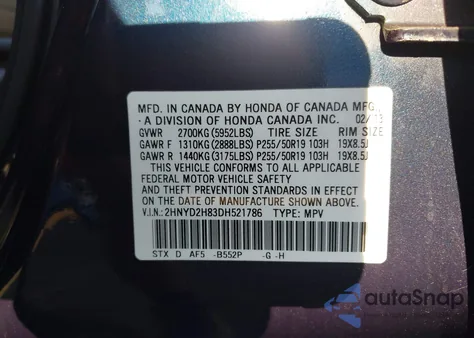 MFD. IN CANADA BY HONDA OF CANADA MFG.,
A DIVISION OF HONDA CANADA INC. 02/13
GVWR 2700KG (5952LBS) TIRE SIZE RIM SIZE
GAWR F 1310KG (2888LBS) P255/50R19 103H 19X8.5J
GAWR R 1440KG (3175LBS) P255/50R19 103H 19X8.5J
THIS VEHICLE CONFORMS TO ALL APPLICABLE
FEDERAL MOTOR VEHICLE SAFETY
AND THEFT PREVENTION STANDARDS IN EFFECT
ON THE DATE OF MANUFACTURE SHOWN ABOVE.
V.I.N.: 2HNYD2H83DH521786 TYPE: MPV
STX D AF5 -B552P -G -H
autoSnap